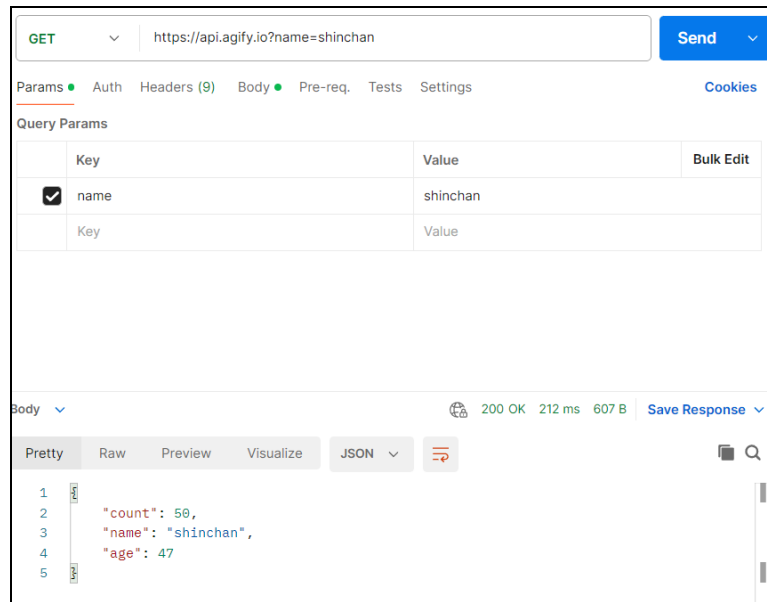 GET https://api.agify.io?name=shinchan Send
Params Auth Headers (9) Body Pre-req. Tests Settings Cookies
Query Params
Key Value Bulk Edit
name shinchan
Key Value
Body 200 OK 212 ms 607 B Save Response
Pretty Raw Preview Visualize JSON
1 {
2 "count": 50,
3 "name": "shinchan",
4 "age": 47
5 }